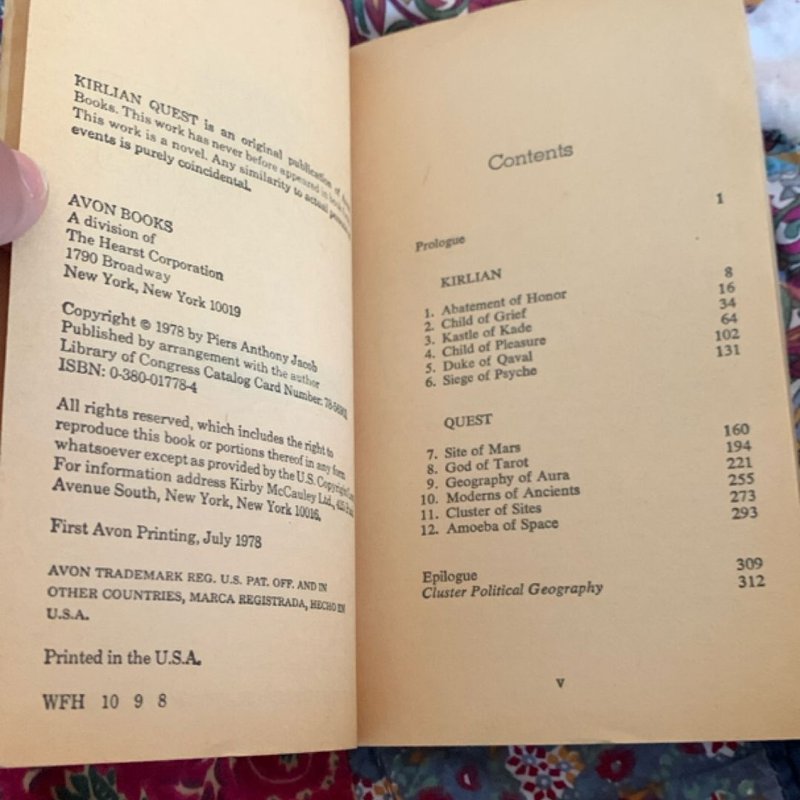 KIRLIAN QUEST is an original publication of
Books. This work has never before appeared in book
This work is a novel. Any similarity to actual
events is purely coincidental.
AVON BOOKS
A division of
The Hearst Corporation
1790 Broadway
New York, New York 10019
Copyright © 1978 by Piers Anthony Jacob
Published by arrangement with the author
Library of Congress Catalog Card Number:
ISBN: 0-380-01778-4
All rights reserved, which includes the right to
reproduce this book or portions thereof in any form
whatsoever except as provided by the U.S. Copyright
For information address Kirby McCauley Ltd.,
Avenue South, New York, New York 10016.
First Avon Printing, July 1978
AVON TRADEMARK REG. U.S. PAT. OFF. AND IN
OTHER COUNTRIES, MARCA REGISTRADA, HECHO EN
U.S.A.
Printed in the U.S.A.
WFH 10 9 8
Contents
Prologue 1
KIRLIAN
1. Abatement of Honor 8
2. Child of Grief 16
3. Kastle of Kade 34
4. Child of Pleasure 64
5. Duke of Qaval 102
6. Siege of Psyche 131
QUEST
7. Site of Mars 160
8. God of Tarot 194
9. Geography of Aura 221
10. Moderns of Ancients 255
11. Cluster of Sites 273
12. Amoeba of Space 293
Epilogue 309
Cluster Political Geography 312
v